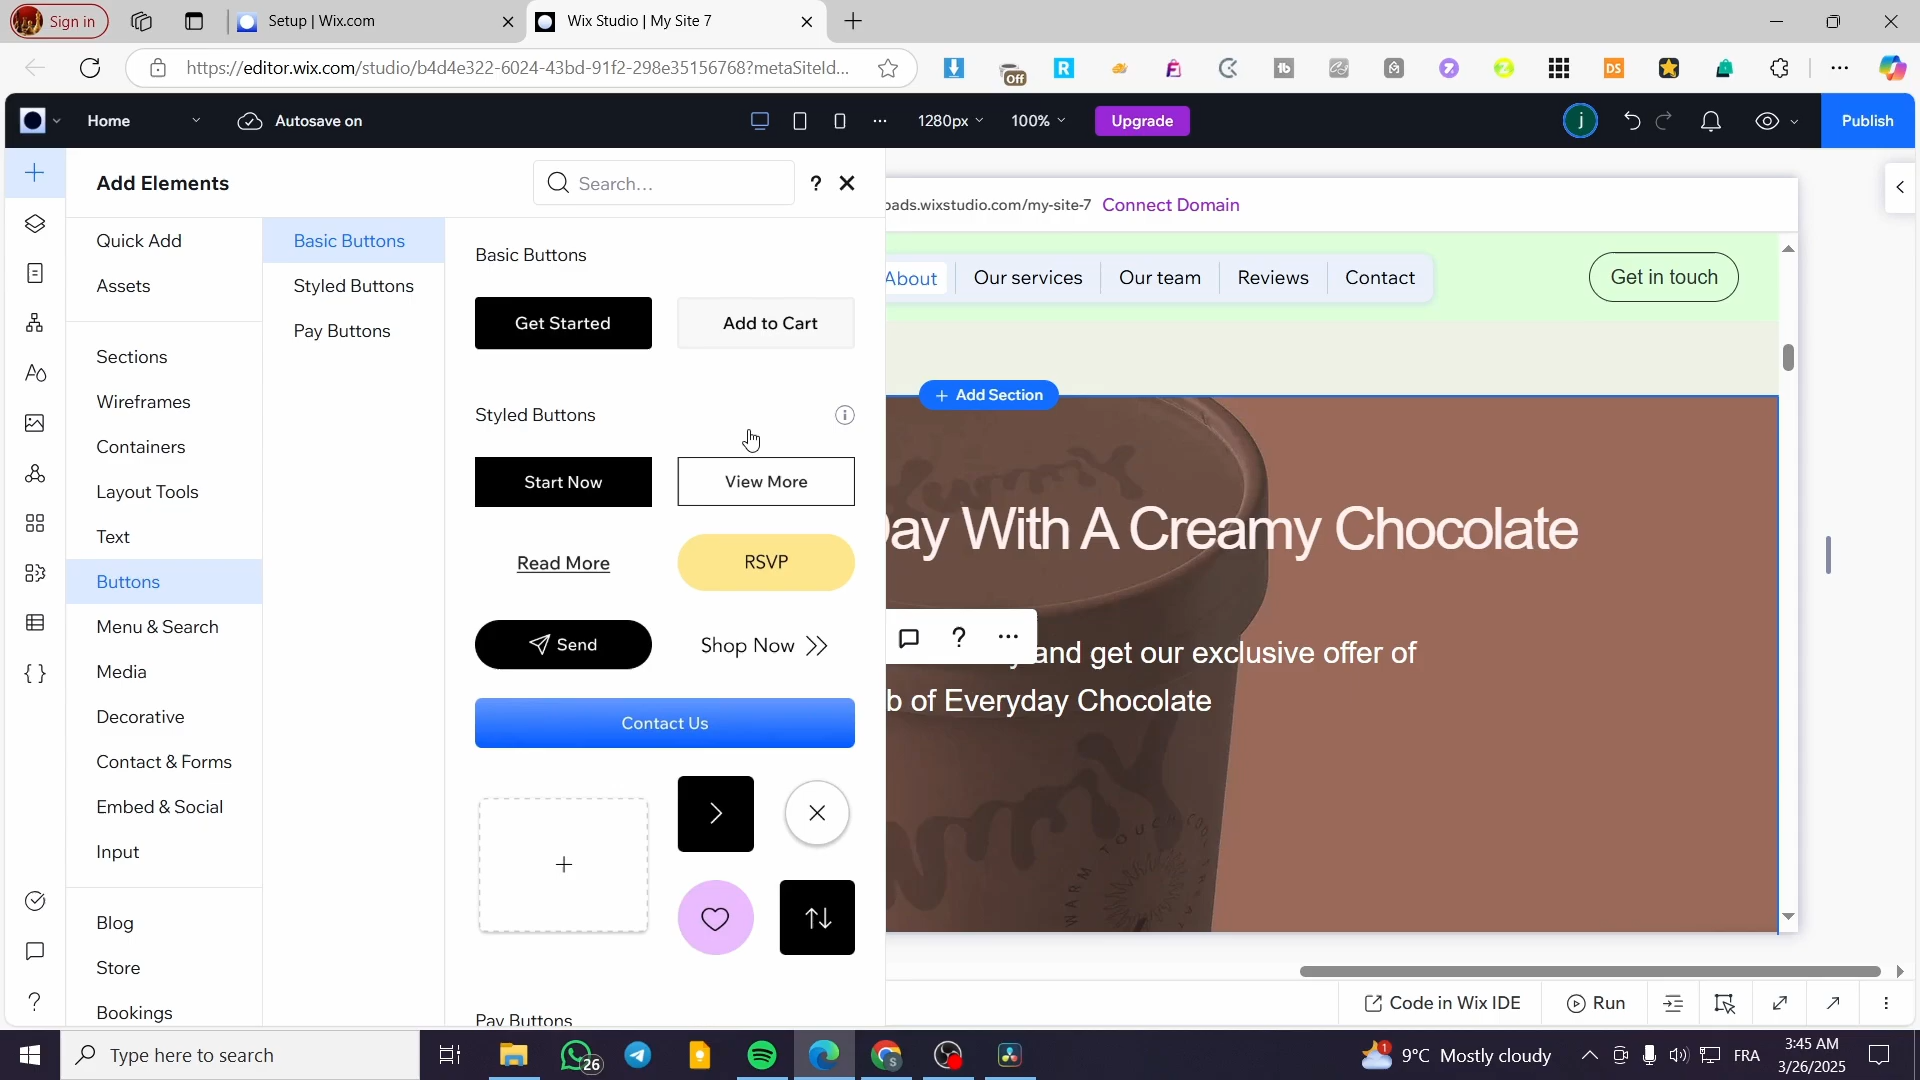 Sign in
Setup | Wix.com
Wix Studio | My Site 7
https://editor.wix.com/studio/b4d4e322-6024-43bd-91f2-298e35156768?metaSiteId...
Off
Home
Autosave on
1280px
100%
Upgrade
j
Publish
Add Elements
Search...
Quick Add
Assets
Sections
Wireframes
Containers
Layout Tools
Text
Buttons
Menu & Search
Media
Decorative
Contact & Forms
Embed & Social
Input
Blog
Store
Bookings
Basic Buttons
Styled Buttons
Pay Buttons
Basic Buttons
Get Started
Add to Cart
Styled Buttons
Start Now
View More
Read More
RSVP
Send
Shop Now
Contact Us
Pay Buttons
ads.wixstudio.com/my-site-7 Connect Domain
About
Our services
Our team
Reviews
Contact
Get in touch
+ Add Section
ay With A Creamy Chocolate
and get our exclusive offer of
b of Everyday Chocolate
Code in Wix IDE
Run
Type here to search
26
9°C Mostly cloudy
FRA
3:45 AM
3/26/2025